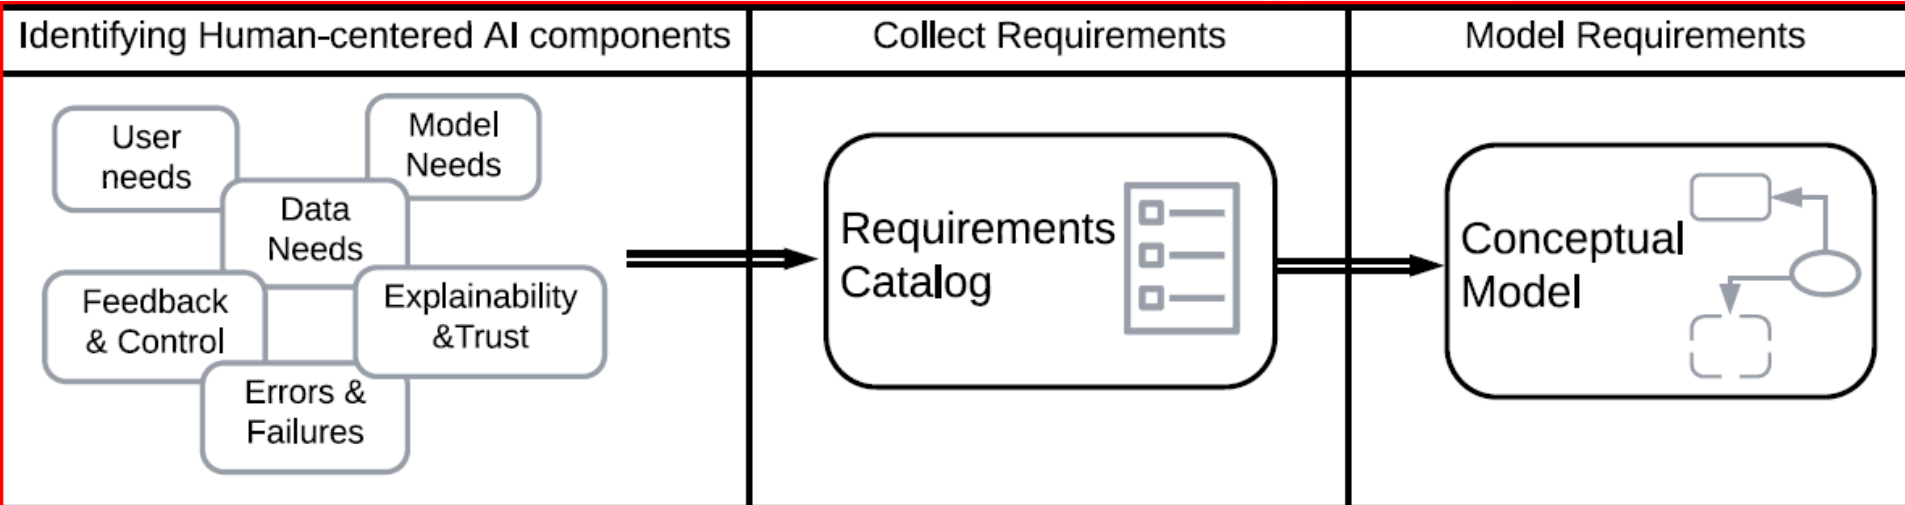 Identifying Human-centered AI components
Collect Requirements
Model Requirements
User
needs
Model
Needs
Data
Needs
Feedback
& Control
Explainability
&Trust
Errors &
Failures
Requirements
Catalog
Conceptual
Model